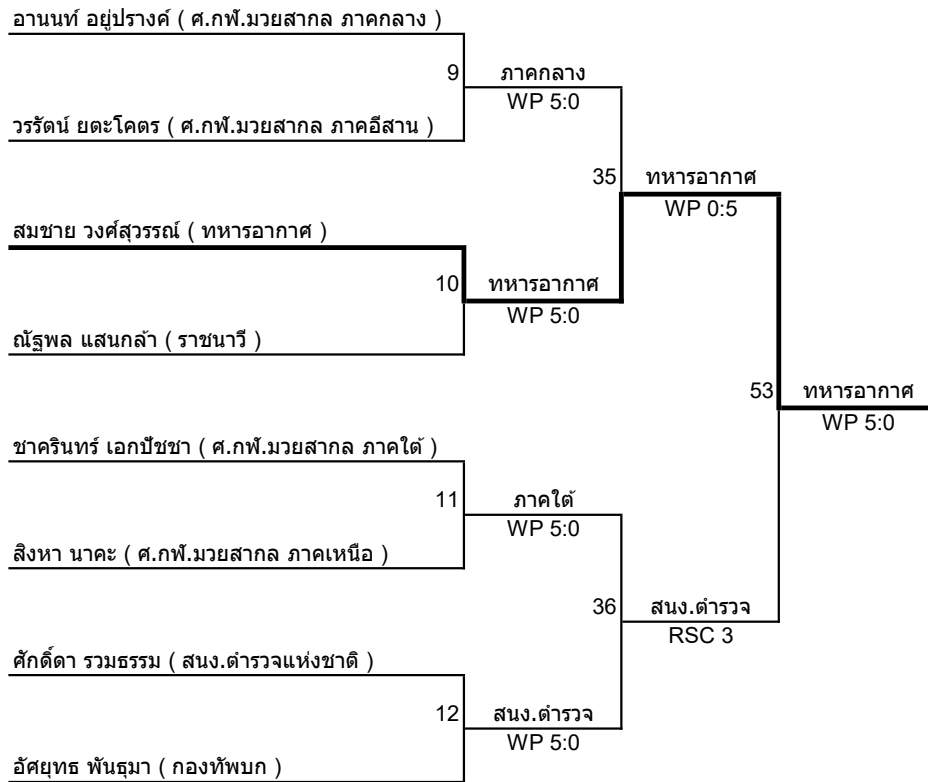 อานนท์ อยู่ปรางค์ ( ศ.กฬ.มวยสากล ภาคกลาง )
9 ภาคกลาง
WP 5:0
วรรัตน์ ยตะโคตร ( ศ.กฬ.มวยสากล ภาคอีสาน )
35 ทหารอากาศ
WP 0:5
สมชาย วงศ์สุวรรณ์ ( ทหารอากาศ )
10 ทหารอากาศ
WP 5:0
ณัฐพล แสนกล้า ( ราชนาวี )
53 ทหารอากาศ
WP 5:0
ชาครินทร์ เอกปัชชา ( ศ.กฬ.มวยสากล ภาคใต้ )
11 ภาคใต้
WP 5:0
สิงหา นาคะ ( ศ.กฬ.มวยสากล ภาคเหนือ )
36 สนง.ตำรวจ
RSC 3
ศักดิ์ดา รวมธรรม ( สนง.ตำรวจแห่งชาติ )
12 สนง.ตำรวจ
WP 5:0
อัศยุทธ พันธุมา ( กองทัพบก )